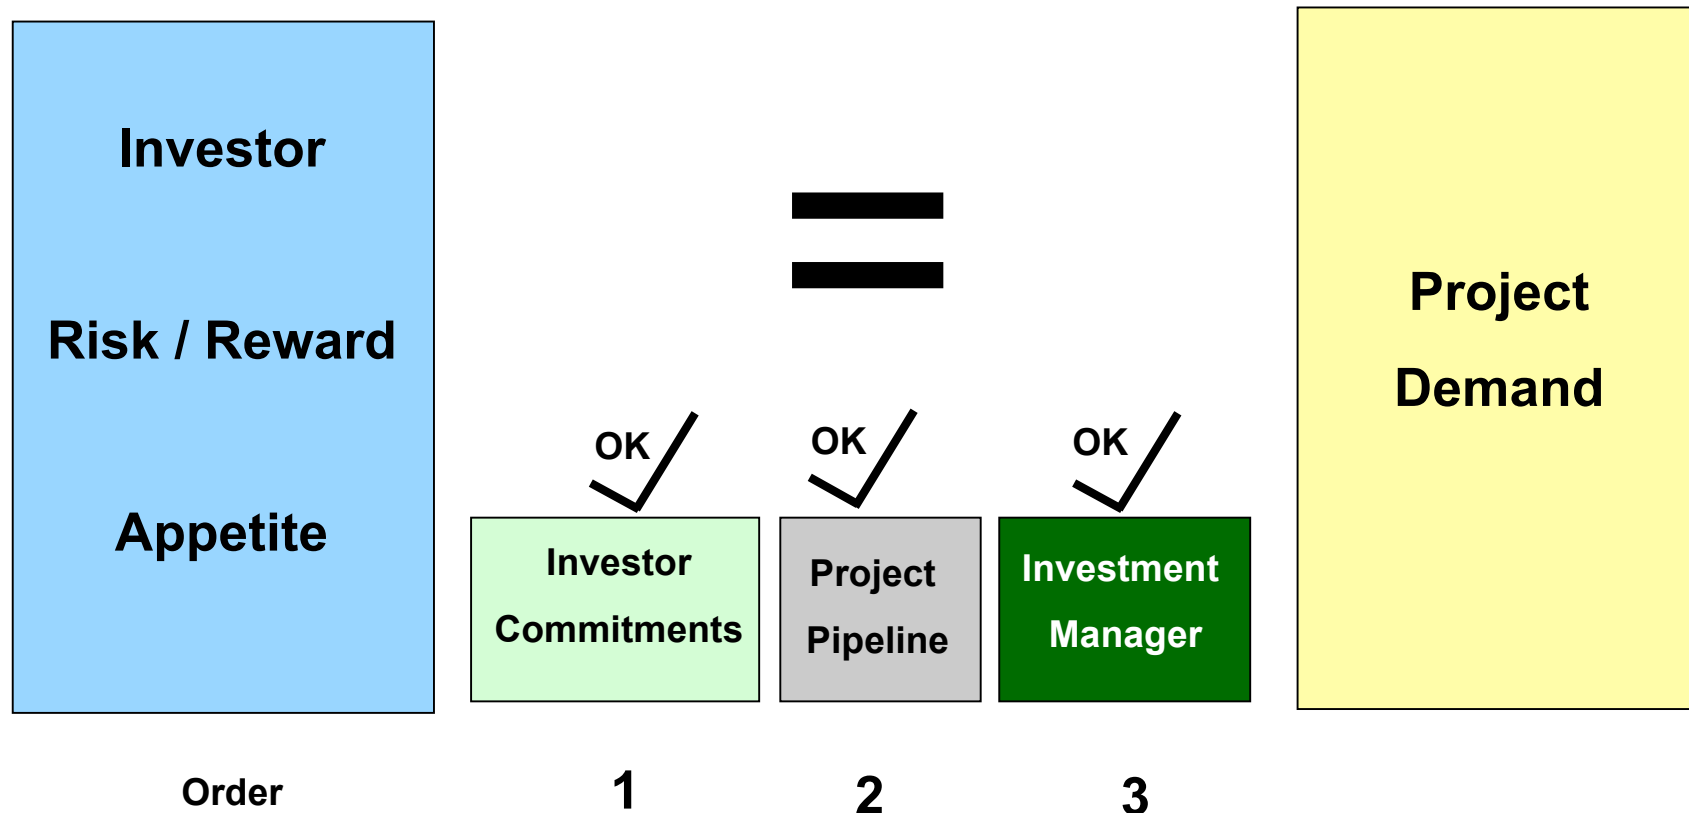 Investor
Risk / Reward
Appetite
OK
OK
OK
Investor
Commitments
Project
Pipeline
Investment
Manager
Project
Demand
Order
1
2
3